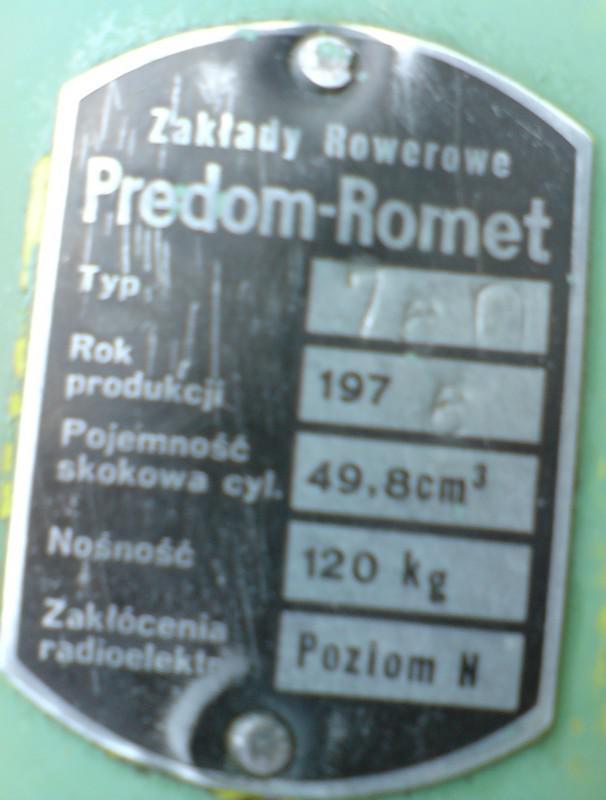 Zakłady Rowerowe
Predom-Romet
Typ
Rok
produkcji 197
Pojemność
skokowa cyl. 49,8cm³
Nośność 120 kg
Zakłócenia
radioelektr Poziom N